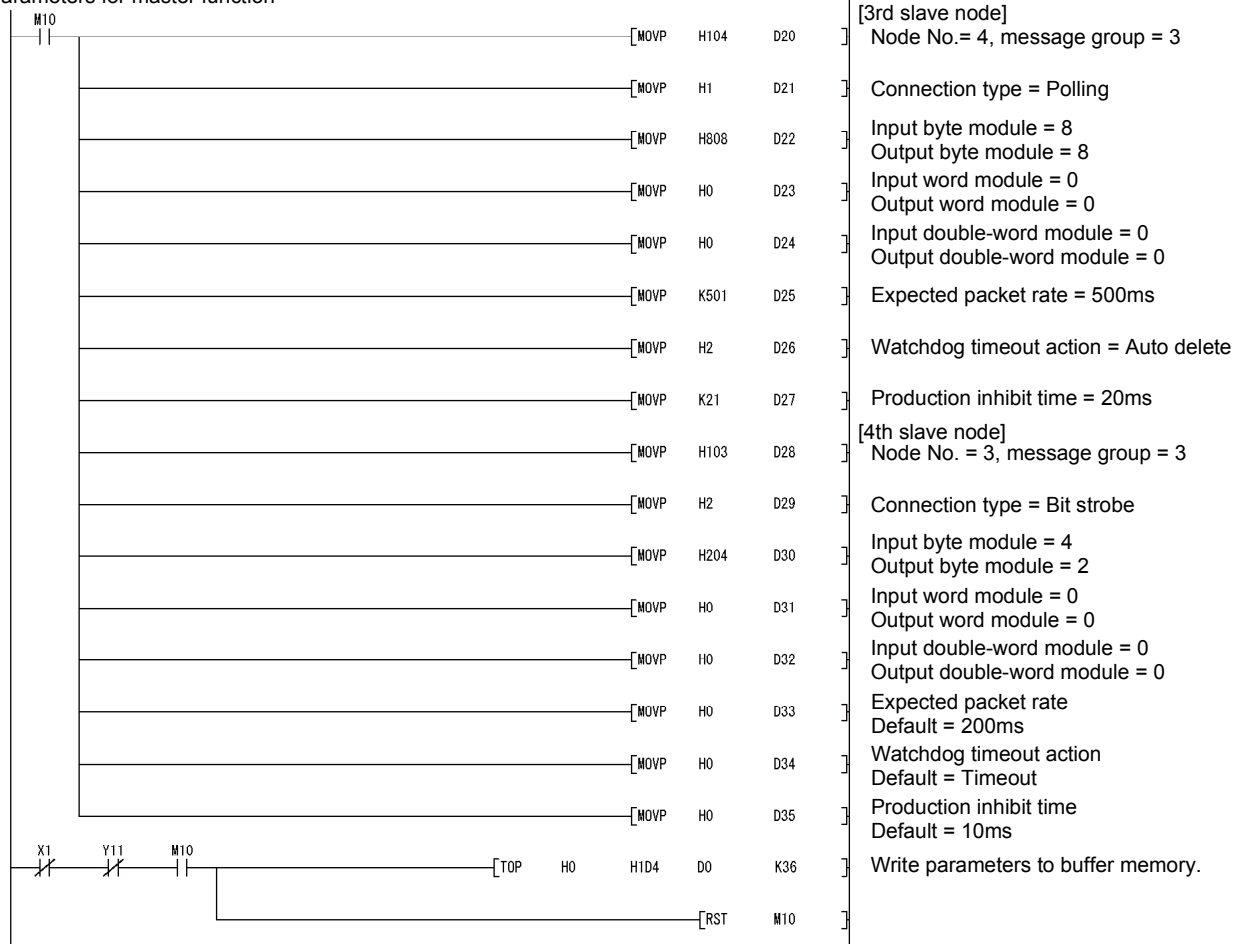 arameters for master function
M10
[MOVP H104 D20 ]
[3rd slave node]
Node No.= 4, message group = 3
[MOVP H1 D21 ]
Connection type = Polling
[MOVP H808 D22 ]
Input byte module = 8
Output byte module = 8
[MOVP H0 D23 ]
Input word module = 0
Output word module = 0
[MOVP H0 D24 ]
Input double-word module = 0
Output double-word module = 0
[MOVP K501 D25 ]
Expected packet rate = 500ms
[MOVP H2 D26 ]
Watchdog timeout action = Auto delete
[MOVP K21 D27 ]
Production inhibit time = 20ms
[4th slave node]
[MOVP H103 D28 ]
Node No. = 3, message group = 3
[MOVP H2 D29 ]
Connection type = Bit strobe
[MOVP H204 D30 ]
Input byte module = 4
Output byte module = 2
[MOVP H0 D31 ]
Input word module = 0
Output word module = 0
[MOVP H0 D32 ]
Input double-word module = 0
Output double-word module = 0
[MOVP H0 D33 ]
Expected packet rate
Default = 200ms
[MOVP H0 D34 ]
Watchdog timeout action
Default = Timeout
[MOVP H0 D35 ]
Production inhibit time
Default = 10ms
X1 Y11 M10
[TOP H0 H1D4 D0 K36 ]
Write parameters to buffer memory.
[RST M10 ]